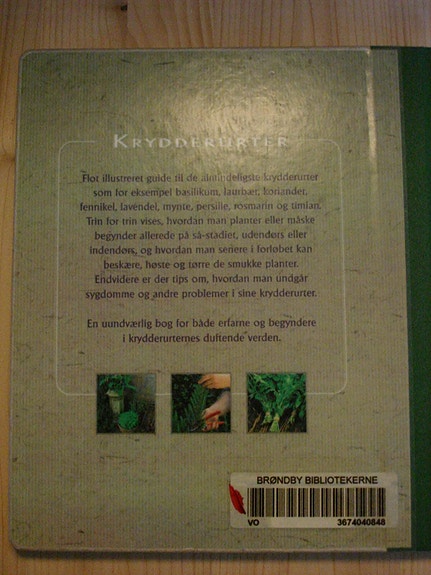 KRYDDERURTER
Flot illustreret guide til de almindeligste krydderurter
som for eksempel basilikum, laurbær, koriander,
fennikel, lavendel, mynte, persille, rosmarin og timian.
Trin for trin vises, hvordan man planter eller måske
begynder allerede på så-stadiet, udendørs eller
indendørs, og hvordan man senere i forløbet kan
beskære, høste og tørre de smukke planter.
Endvidere er der tips om, hvordan man undgår
sygdomme og andre problemer i sine krydderurter.
En uundværlig bog for både erfarne og begyndere
i krydderurternes duftende verden.
BRØNDBY BIBLIOTEKERNE
VO 3674040848